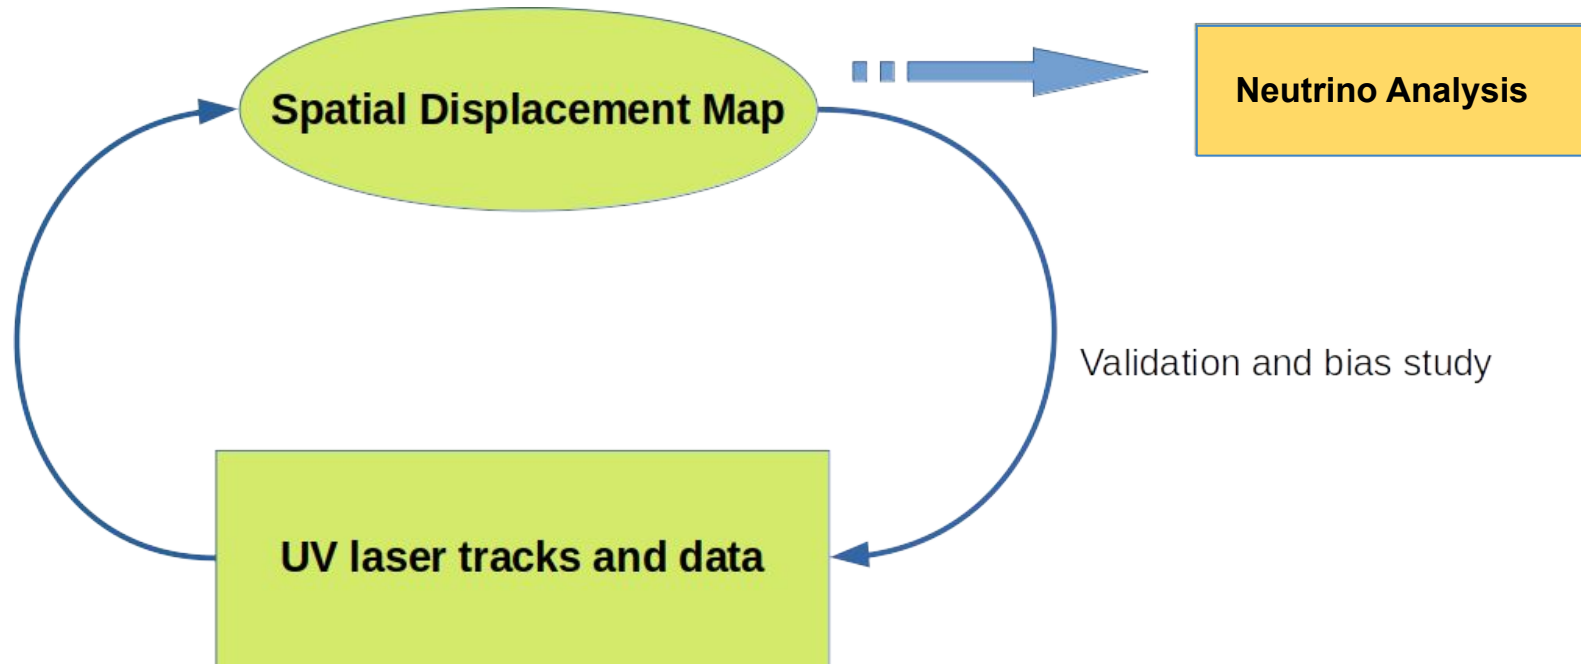 Spatial Displacement Map
Neutrino Analysis
Validation and bias study
UV laser tracks and data